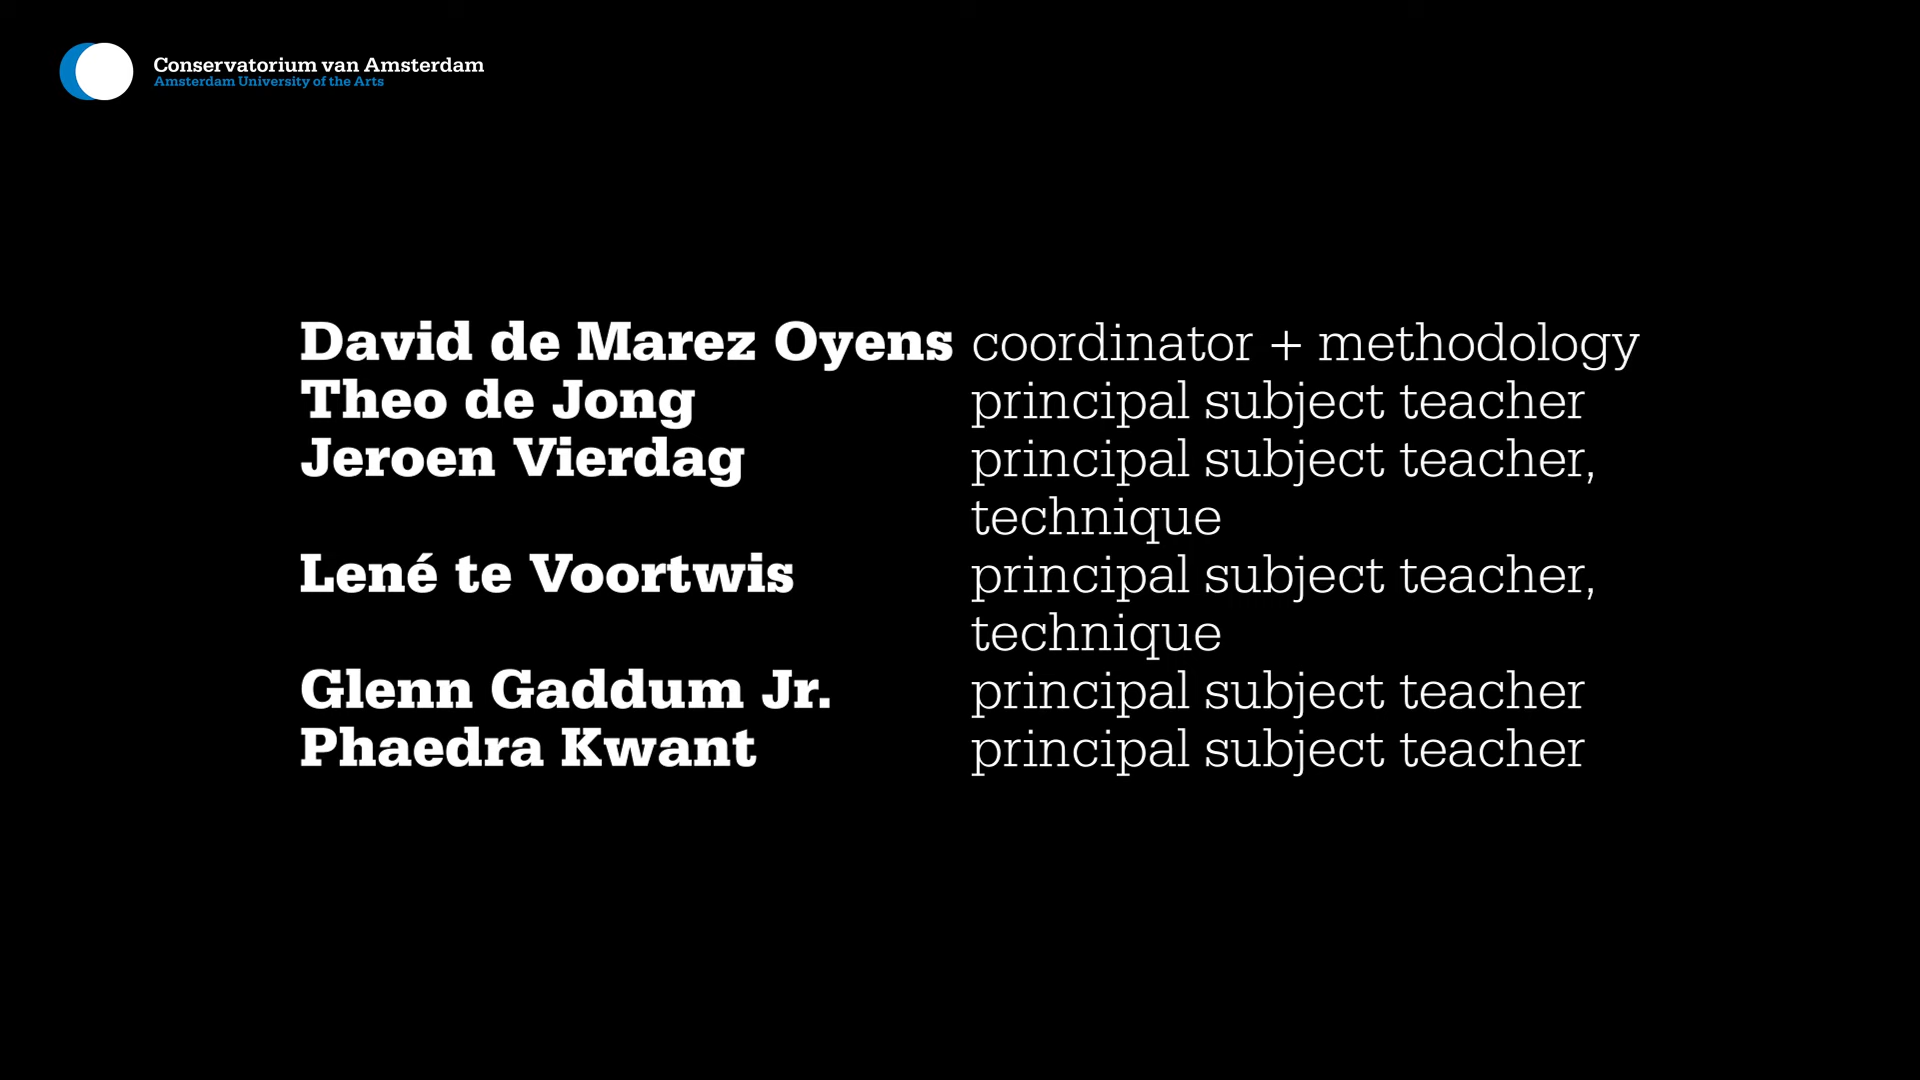 Conservatorium van Amsterdam
Amsterdam University of the Arts
David de Marez Oyens coordinator + methodology
Theo de Jong principal subject teacher
Jeroen Vierdag principal subject teacher,
technique
Lené te Voortwis principal subject teacher,
technique
Glenn Gaddum Jr. principal subject teacher
Phaedra Kwant principal subject teacher